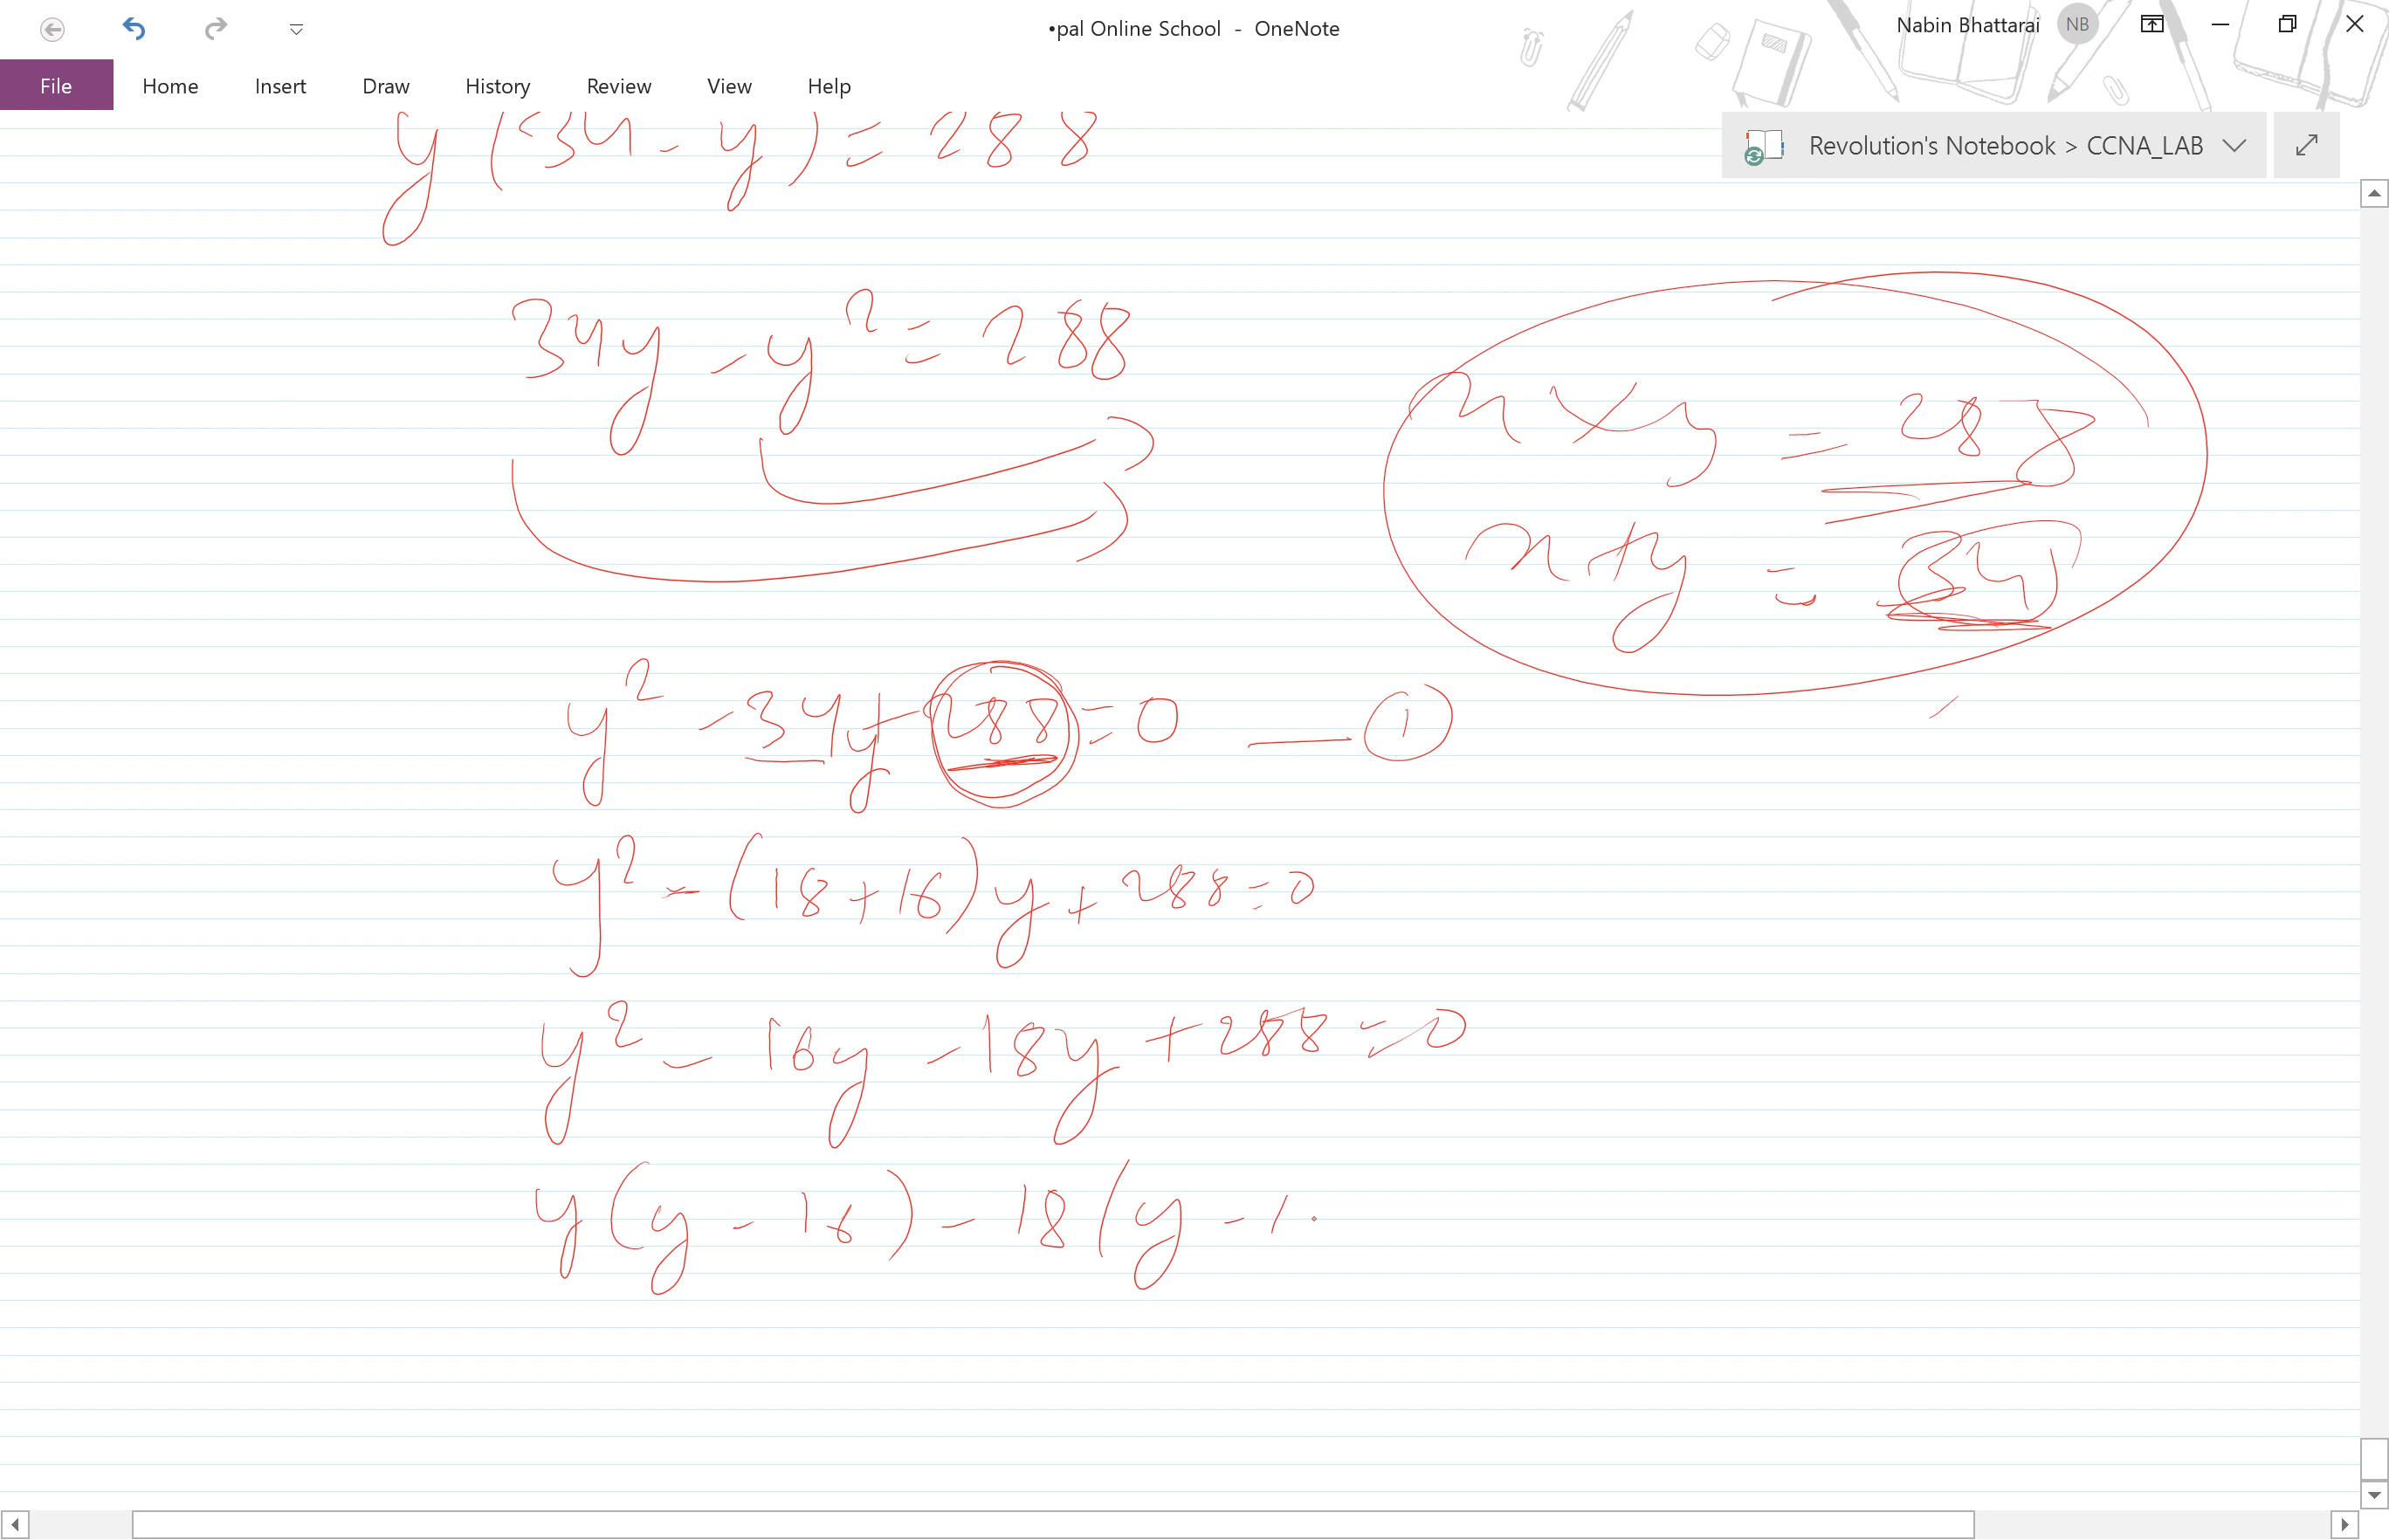 •pal Online School - OneNote
Nabin Bhattarai NB
File Home Insert Draw History Review View Help
Revolution's Notebook > CCNA_LAB
y(34-y)=288
34y-y²=288
x×y=288
x+y=34
y²-34y+288=0 — ①
y²-(18+16)y+288=0
y²-16y-18y+288=0
y(y-16)-18(y-1